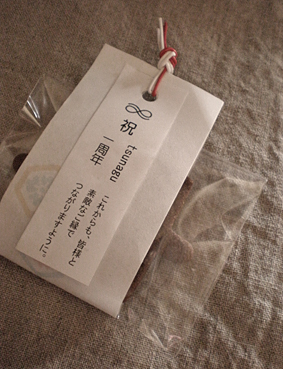 祝 tsunagu
一周年
これからも、皆様と
素敵なご縁で
つながりますように。